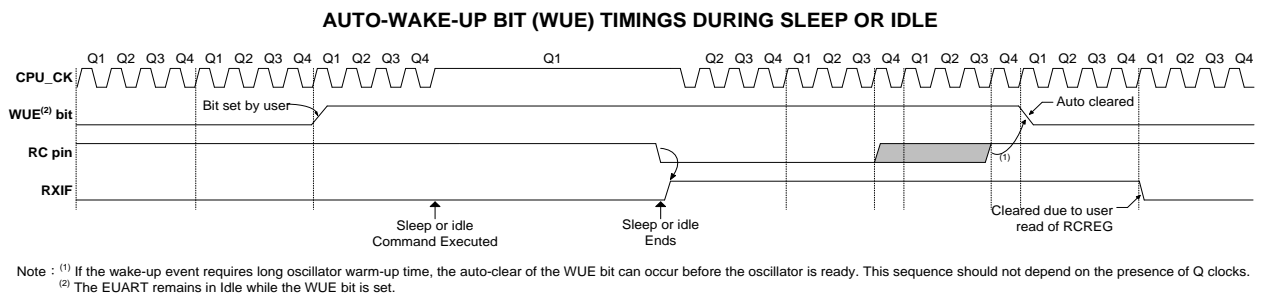 AUTO-WAKE-UP BIT (WUE) TIMINGS DURING SLEEP OR IDLE
Q1 Q2 Q3 Q4 Q1 Q2 Q3 Q4 Q1 Q2 Q3 Q4 Q1 Q2 Q3 Q4 Q1 Q2 Q3 Q4 Q1 Q2 Q3 Q4 Q1 Q2 Q3 Q4 Q1 Q2 Q3 Q4
CPU_CK
WUE(2) bit
Bit set by user
Auto cleared
RC pin
(1)
RXIF
Sleep or idle
Command Executed
Sleep or idle
Ends
Cleared due to user
read of RCREG
Note : (1) If the wake-up event requires long oscillator warm-up time, the auto-clear of the WUE bit can occur before the oscillator is ready. This sequence should not depend on the presence of Q clocks.
(2) The EUART remains in Idle while the WUE bit is set.